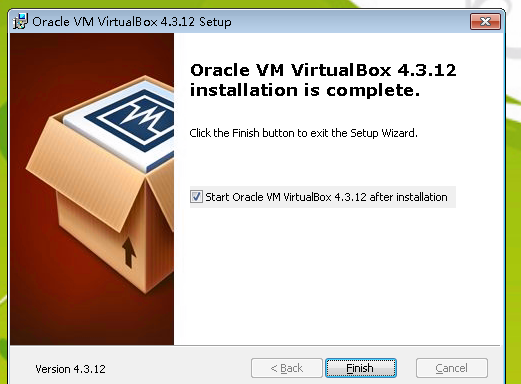 Oracle VM VirtualBox 4.3.12 Setup
Oracle VM VirtualBox 4.3.12
installation is complete.
Click the Finish button to exit the Setup Wizard.
Start Oracle VM VirtualBox 4.3.12 after installation
Version 4.3.12
< Back
Finish
Cancel